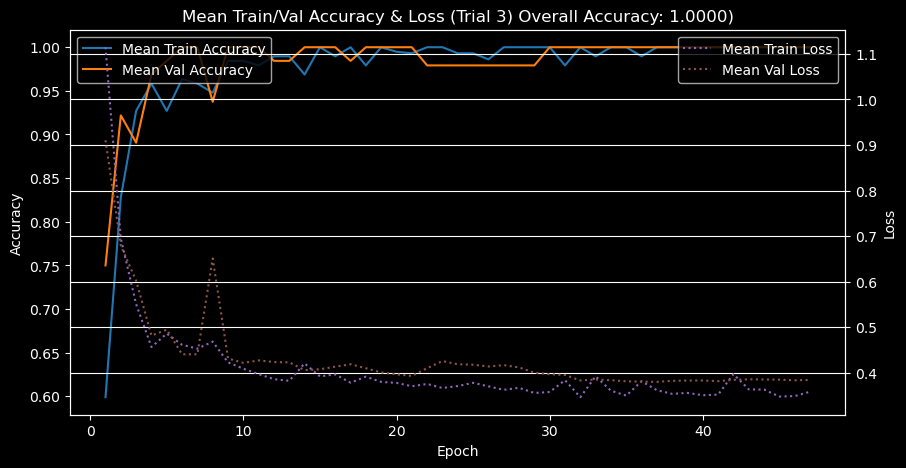 Mean Train/Val Accuracy & Loss (Trial 3) Overall Accuracy: 1.0000)
Mean Train Accuracy
Mean Val Accuracy
Mean Train Loss
Mean Val Loss
Accuracy
1.00
0.95
0.90
0.85
0.80
0.75
0.70
0.65
0.60
1.1
1.0
0.9
0.8
0.7
0.6
0.5
0.4
Loss
0 10 20 30 40
Epoch